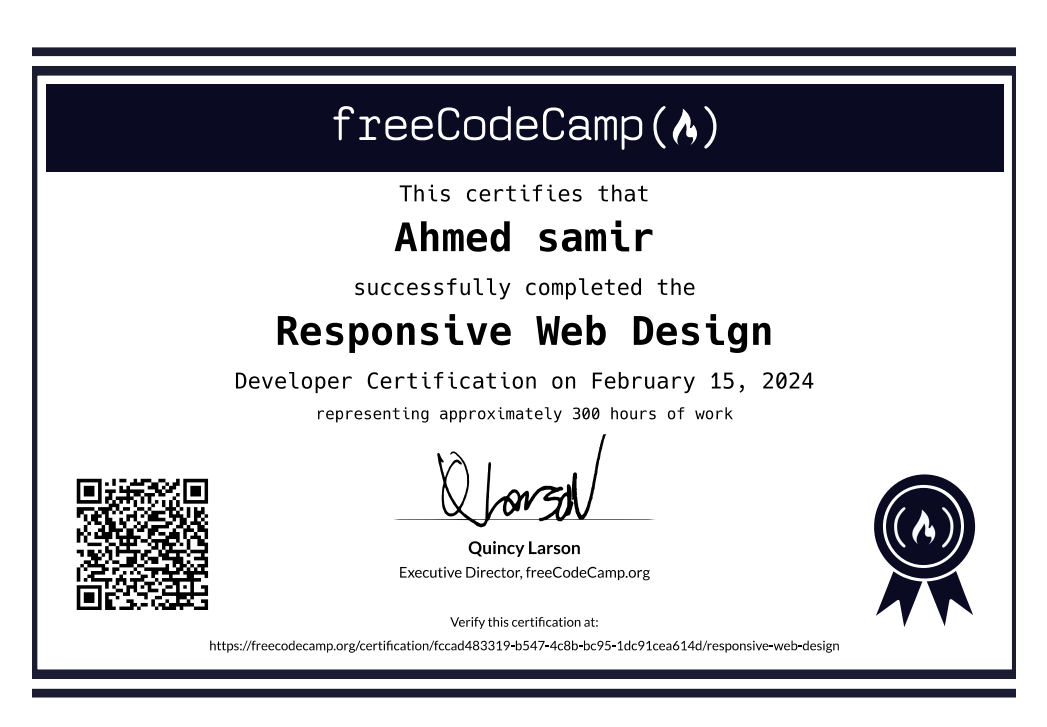 freeCodeCamp(🔥)
This certifies that
Ahmed samir
successfully completed the
Responsive Web Design
Developer Certification on February 15, 2024
representing approximately 300 hours of work
Q Larson
Quincy Larson
Executive Director, freeCodeCamp.org
Verify this certification at:
https://freecodecamp.org/certification/fccad483319-b547-4c8b-bc95-1dc91cea614d/responsive-web-design